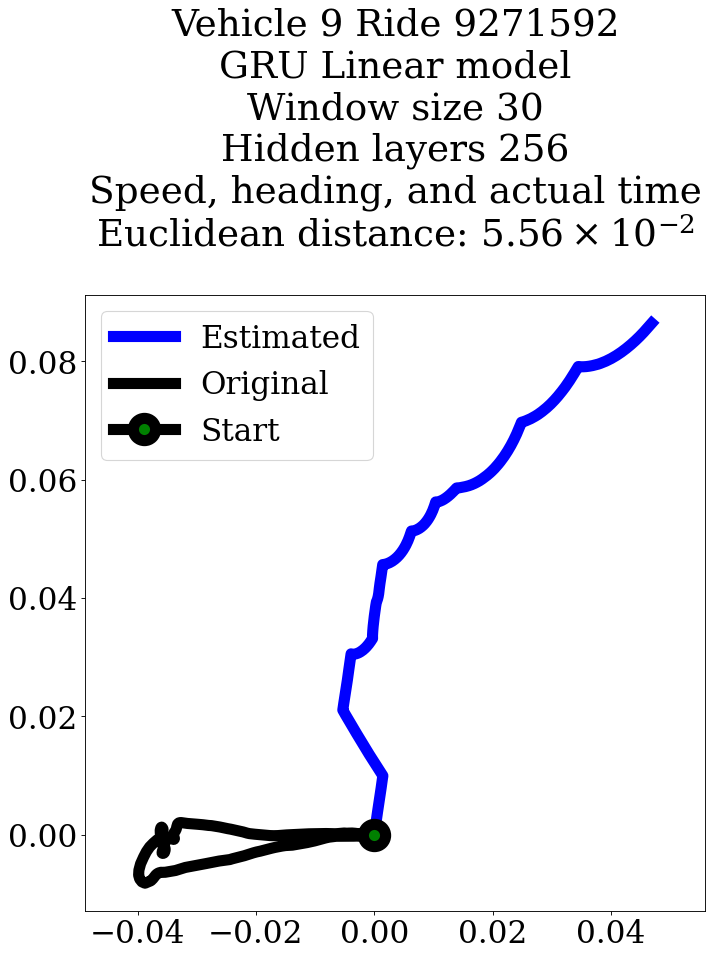 Vehicle 9 Ride 9271592
GRU Linear model
Window size 30
Hidden layers 256
Speed, heading, and actual time
Euclidean distance: 5.56 × 10⁻²
Estimated
Original
Start
0.08
0.06
0.04
0.02
0.00
−0.04 −0.02 0.00 0.02 0.04